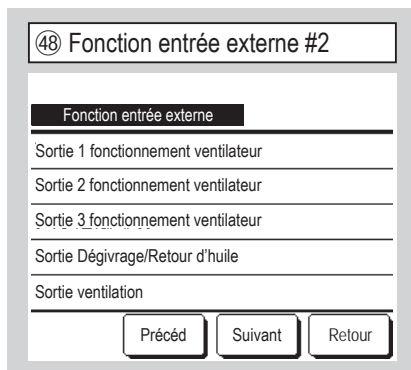 ㊽ Fonction entrée externe #2
Fonction entrée externe
Sortie 1 fonctionnement ventilateur
Sortie 2 fonctionnement ventilateur
Sortie 3 fonctionnement ventilateur
Sortie Dégivrage/Retour d'huile
Sortie ventilation
Précéd Suivant Retour